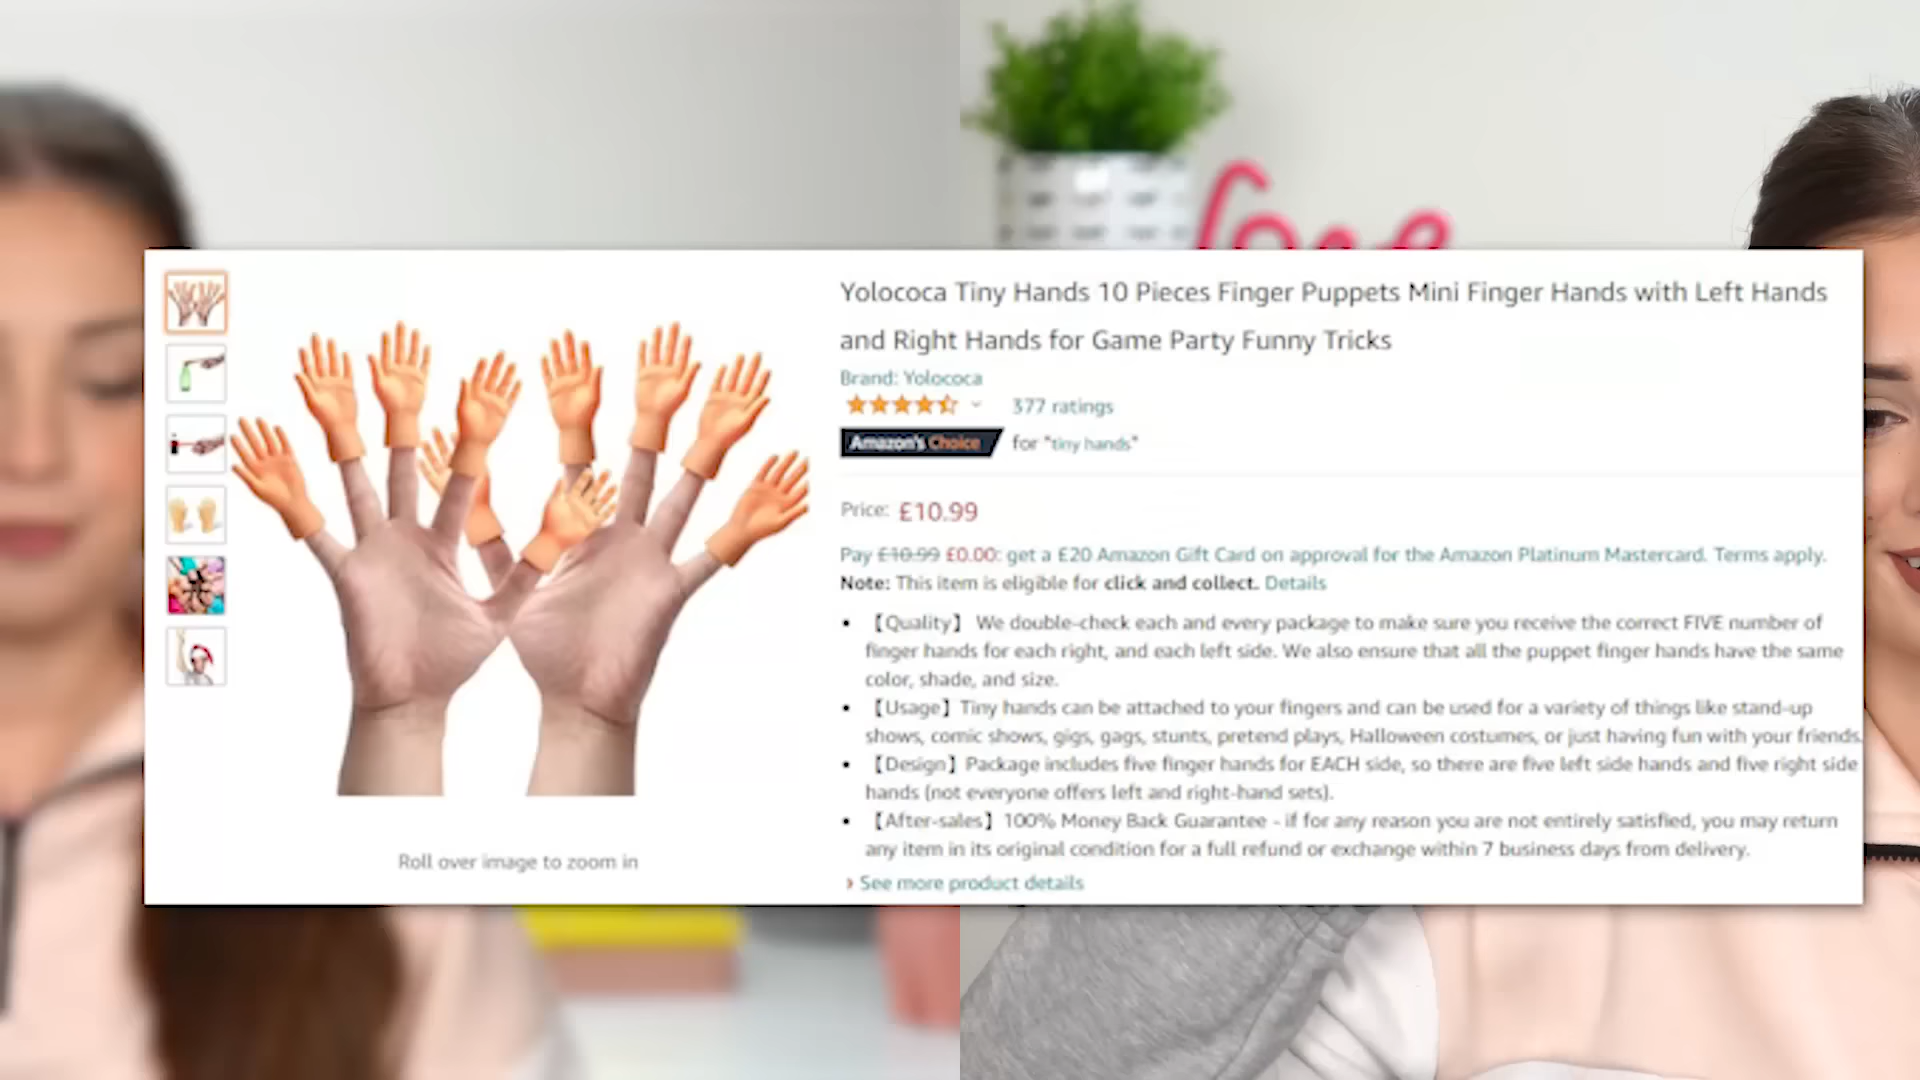 love
Yolococa Tiny Hands 10 Pieces Finger Puppets Mini Finger Hands with Left Hands
and Right Hands for Game Party Funny Tricks
Brand: Yolococa
377 ratings
Amazon's Choice for "tiny hands"
Price: £10.99
Pay £10.99 £0.00: get a £20 Amazon Gift Card on approval for the Amazon Platinum Mastercard. Terms apply.
Note: This item is eligible for click and collect. Details
• 【Quality】 We double-check each and every package to make sure you receive the correct FIVE number of
finger hands for each right, and each left side. We also ensure that all the puppet finger hands have the same
color, shade, and size.
• 【Usage】Tiny hands can be attached to your fingers and can be used for a variety of things like stand-up
shows, comic shows, gigs, gags, stunts, pretend plays, Halloween costumes, or just having fun with your friends.
• 【Design】Package includes five finger hands for EACH side, so there are five left side hands and five right side
hands (not everyone offers left and right-hand sets).
• 【After-sales】100% Money Back Guarantee - if for any reason you are not entirely satisfied, you may return
any item in its original condition for a full refund or exchange within 7 business days from delivery.
› See more product details
Roll over image to zoom in